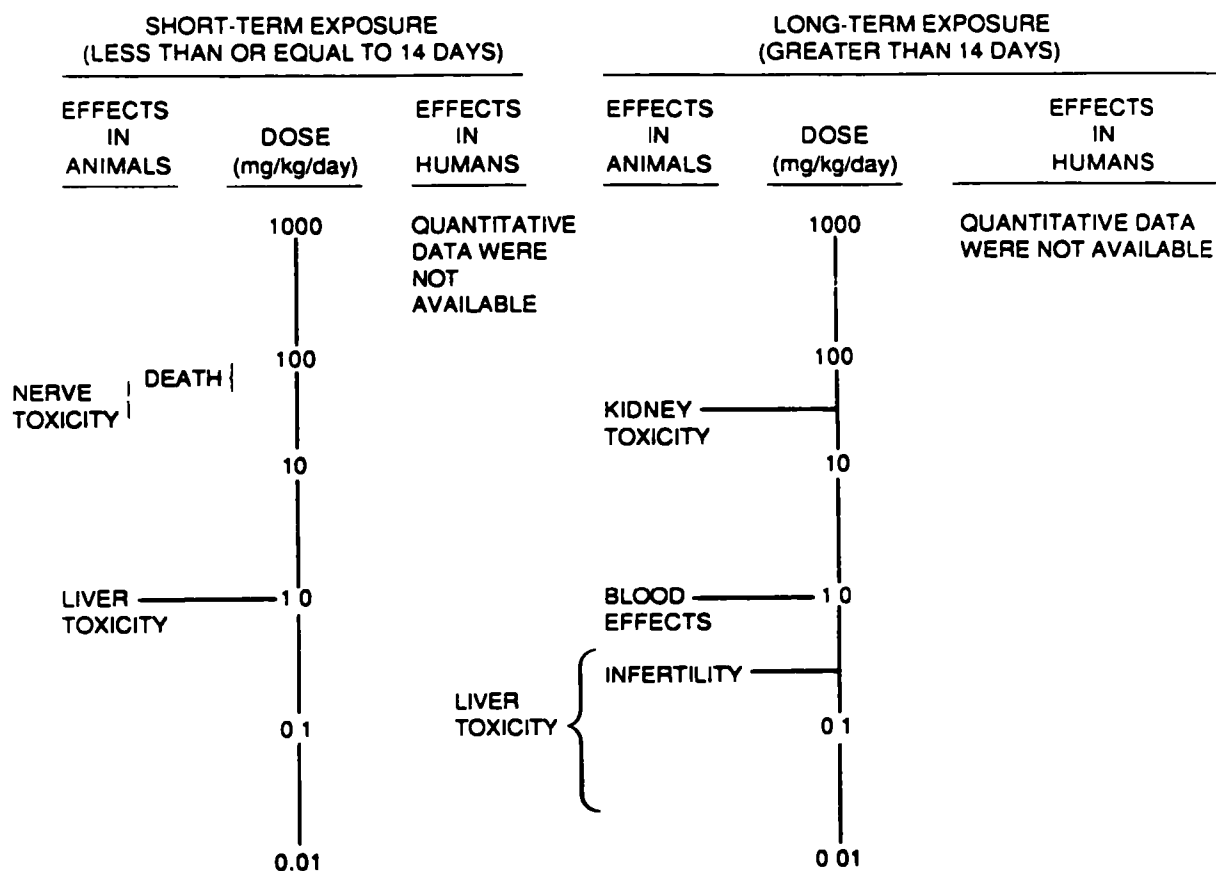 SHORT-TERM EXPOSURE
(LESS THAN OR EQUAL TO 14 DAYS)
EFFECTS
IN
ANIMALS
DOSE
(mg/kg/day)
EFFECTS
IN
HUMANS
1000
QUANTITATIVE
DATA WERE
NOT
AVAILABLE
100
DEATH
NERVE
TOXICITY
10
LIVER
TOXICITY
1 0
0 1
0.01
LONG-TERM EXPOSURE
(GREATER THAN 14 DAYS)
EFFECTS
IN
ANIMALS
DOSE
(mg/kg/day)
EFFECTS
IN
HUMANS
1000
QUANTITATIVE DATA
WERE NOT AVAILABLE
100
KIDNEY
TOXICITY
10
BLOOD
EFFECTS
1 0
INFERTILITY
LIVER
TOXICITY
0 1
0 01